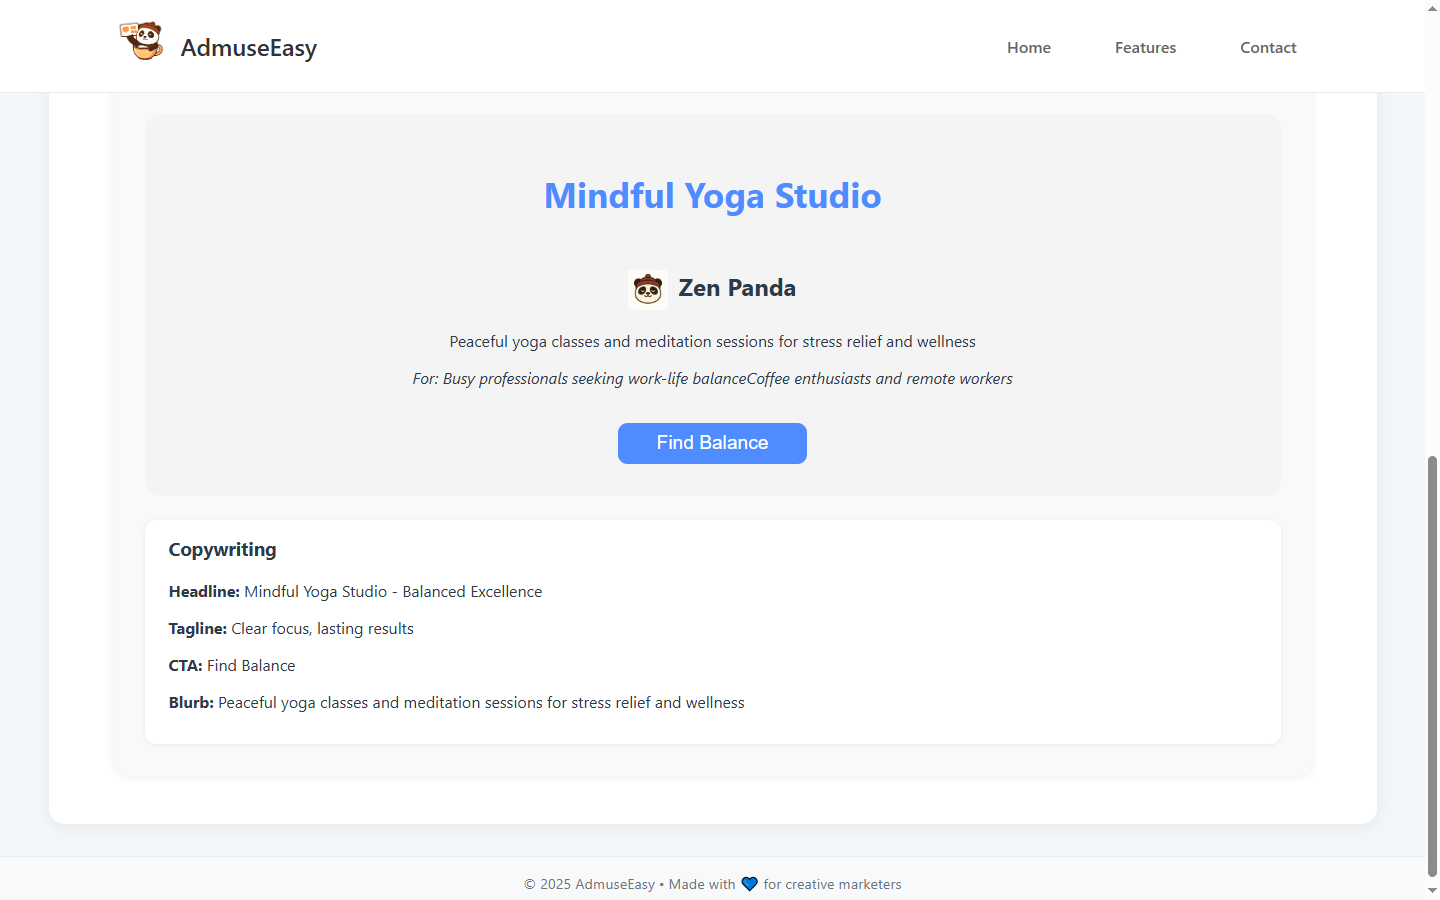 AdmuseEasy
Home Features Contact
Mindful Yoga Studio
Zen Panda
Peaceful yoga classes and meditation sessions for stress relief and wellness
For: Busy professionals seeking work-life balanceCoffee enthusiasts and remote workers
Find Balance
Copywriting
Headline: Mindful Yoga Studio - Balanced Excellence
Tagline: Clear focus, lasting results
CTA: Find Balance
Blurb: Peaceful yoga classes and meditation sessions for stress relief and wellness
© 2025 AdmuseEasy • Made with 💙 for creative marketers